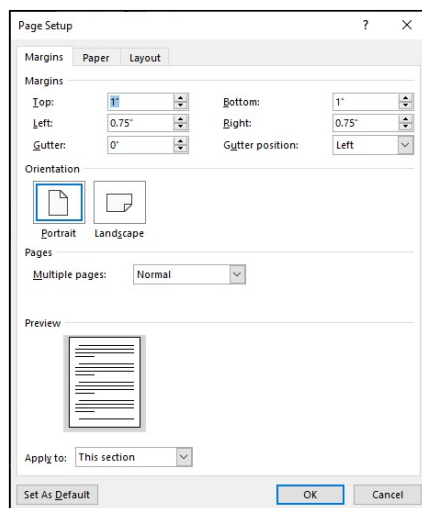 Page Setup ? ×
Margins Paper Layout
Margins
Top: 1" Bottom: 1"
Left: 0.75" Right: 0.75"
Gutter: 0" Gutter position: Left
Orientation
Portrait Landscape
Pages
Multiple pages: Normal
Preview
Apply to: This section
Set As Default OK Cancel